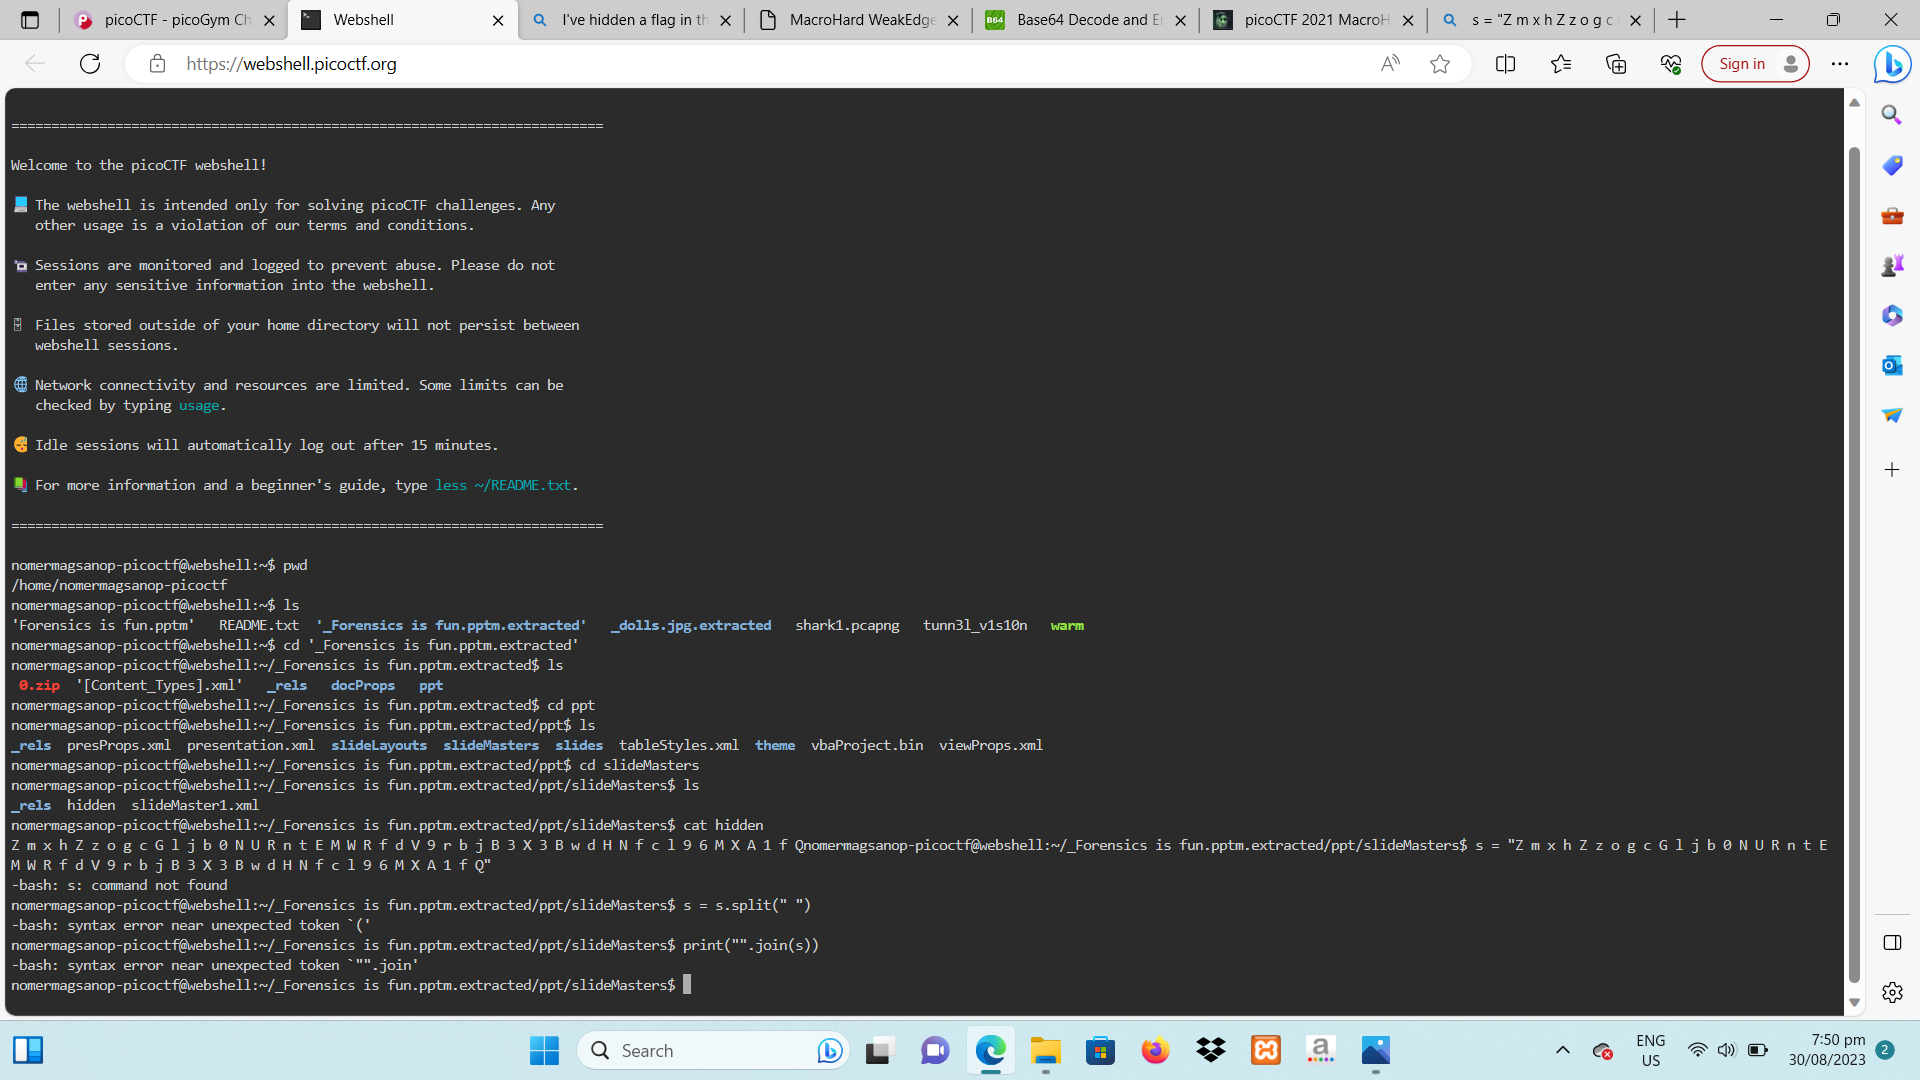 picoCTF - picoGym Ch
Webshell
I've hidden a flag in th
MacroHard WeakEdge
B64
Base64 Decode and En
picoCTF 2021 MacroH
s = "Z m x h Z z o g c
https://webshell.picoctf.org
Sign in
=========================================================================
Welcome to the picoCTF webshell!
The webshell is intended only for solving picoCTF challenges. Any
other usage is a violation of our terms and conditions.
Sessions are monitored and logged to prevent abuse. Please do not
enter any sensitive information into the webshell.
Files stored outside of your home directory will not persist between
webshell sessions.
Network connectivity and resources are limited. Some limits can be
checked by typing usage.
Idle sessions will automatically log out after 15 minutes.
For more information and a beginner's guide, type less ~/README.txt.
=========================================================================
nomermagsanop-picoctf@webshell:~$ pwd
/home/nomermagsanop-picoctf
nomermagsanop-picoctf@webshell:~$ ls
'Forensics is fun.pptm'   README.txt  '_Forensics is fun.pptm.extracted'   _dolls.jpg.extracted   shark1.pcapng   tunn3l_v1s10n   warm
nomermagsanop-picoctf@webshell:~$ cd '_Forensics is fun.pptm.extracted'
nomermagsanop-picoctf@webshell:~/_Forensics is fun.pptm.extracted$ ls
0.zip  '[Content_Types].xml'   _rels   docProps   ppt
nomermagsanop-picoctf@webshell:~/_Forensics is fun.pptm.extracted$ cd ppt
nomermagsanop-picoctf@webshell:~/_Forensics is fun.pptm.extracted/ppt$ ls
_rels  presProps.xml  presentation.xml  slideLayouts  slideMasters  slides  tableStyles.xml  theme  vbaProject.bin  viewProps.xml
nomermagsanop-picoctf@webshell:~/_Forensics is fun.pptm.extracted/ppt$ cd slideMasters
nomermagsanop-picoctf@webshell:~/_Forensics is fun.pptm.extracted/ppt/slideMasters$ ls
_rels  hidden  slideMaster1.xml
nomermagsanop-picoctf@webshell:~/_Forensics is fun.pptm.extracted/ppt/slideMasters$ cat hidden
Z m x h Z z o g c G l j b 0 N U R n t E M W R f d V 9 r b j B 3 X 3 B w d H N f c l 9 6 M X A 1 f Qnomermagsanop-picoctf@webshell:~/_Forensics is fun.pptm.extracted/ppt/slideMasters$ s = "Z m x h Z z o g c G l j b 0 N U R n t E
M W R f d V 9 r b j B 3 X 3 B w d H N f c l 9 6 M X A 1 f Q"
-bash: s: command not found
nomermagsanop-picoctf@webshell:~/_Forensics is fun.pptm.extracted/ppt/slideMasters$ s = s.split(" ")
-bash: syntax error near unexpected token `('
nomermagsanop-picoctf@webshell:~/_Forensics is fun.pptm.extracted/ppt/slideMasters$ print("".join(s))
-bash: syntax error near unexpected token `"".join'
nomermagsanop-picoctf@webshell:~/_Forensics is fun.pptm.extracted/ppt/slideMasters$
Search
ENG
US
7:50 pm
30/08/2023
2